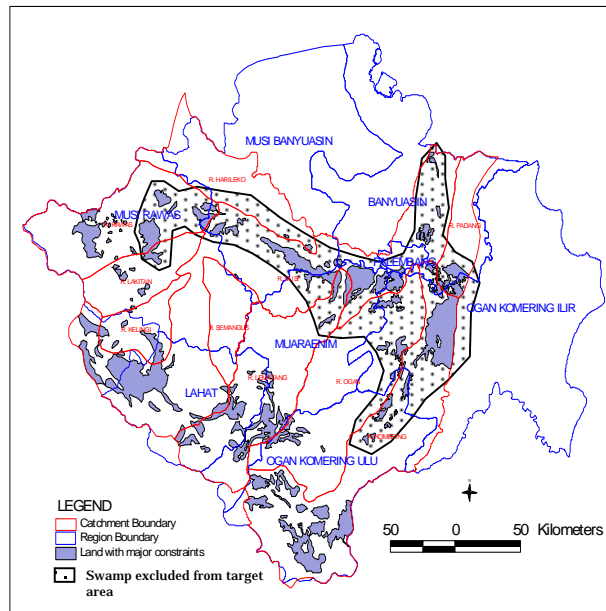 MUSI BANYUASIN
R. HARILEKO
BANYUASIN
MUSI RAWAS
R. PADANG
PALEMBANG
R. LAKITAN
OGAN KOMERING ILIR
R. KELINGI
R. SEMANGUS
MUARAENIM
R. OGAN
LAHAT
OGAN KOMERING ULU
LEGEND
Catchment Boundary
Region Boundary
Land with major constraints
Swamp excluded from target
area
N
50 0 50 Kilometers